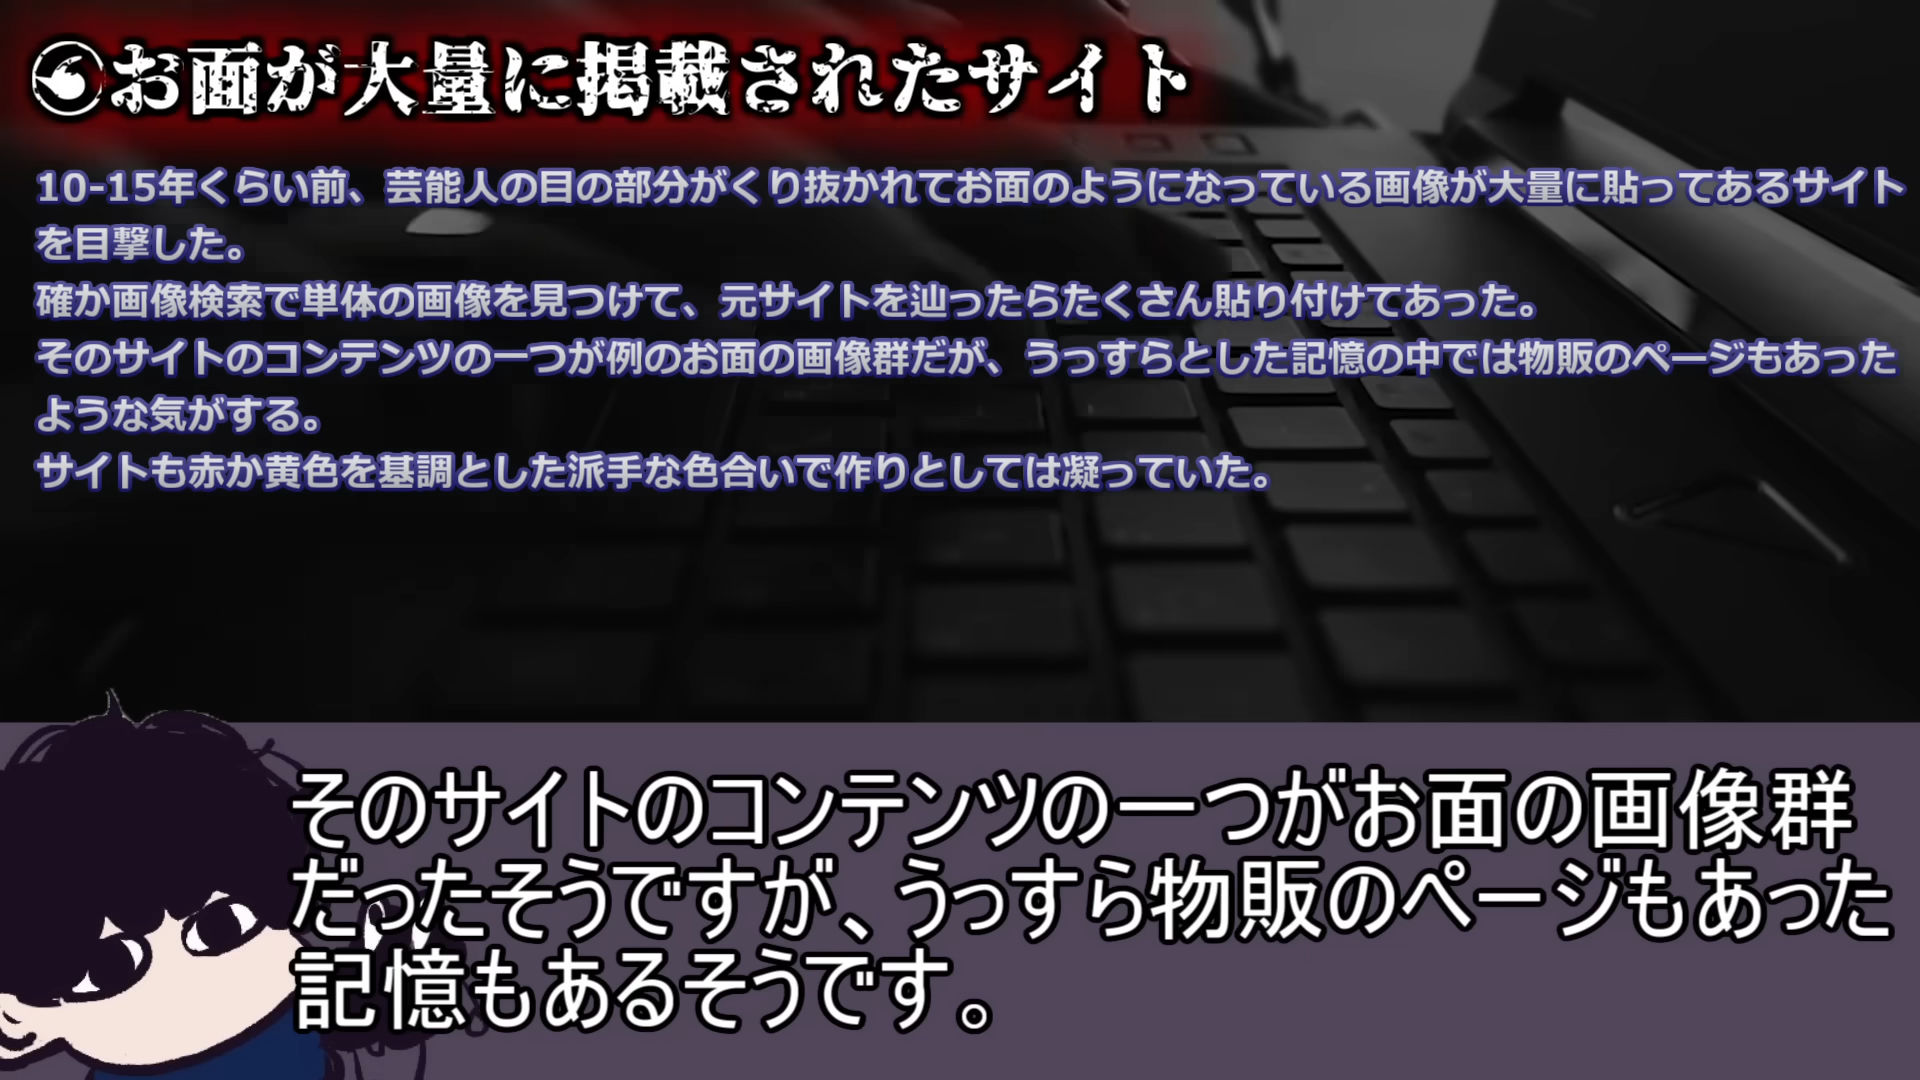 お面が大量に掲載されたサイト
10-15年くらい前、芸能人の目の部分がくり抜かれてお面のようになっている画像が大量に貼ってあるサイト
を目撃した。
確か画像検索で単体の画像を見つけて、元サイトを辿ったらたくさん貼り付けてあった。
そのサイトのコンテンツの一つが例のお面の画像群だが、うっすらとした記憶の中では物販のページもあった
ような気がする。
サイトも赤か黄色を基調とした派手な色合いで作りとしては凝っていた。
そのサイトのコンテンツの一つがお面の画像群
だったそうですが、うっすら物販のページもあった
記憶もあるそうです。